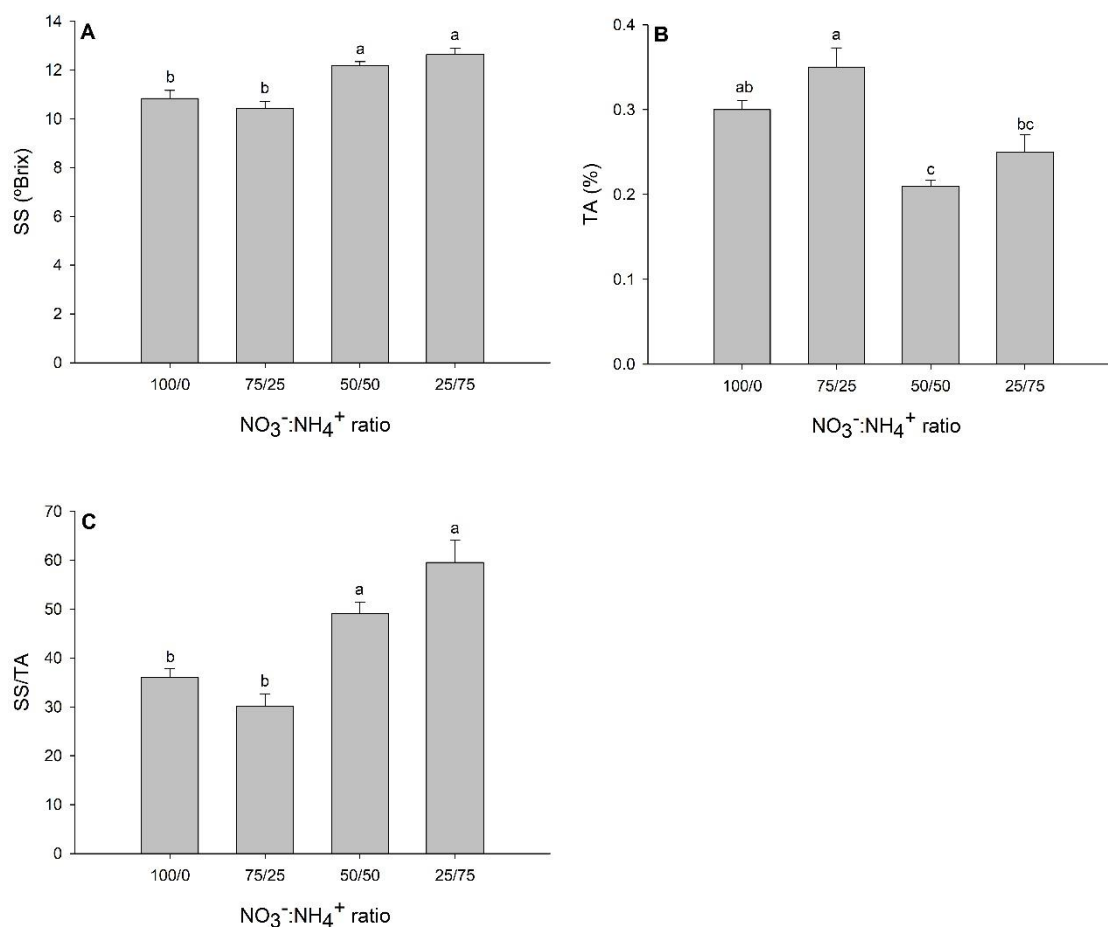 A
SS (ºBrix)
14
12
10
8
6
4
2
0
b
b
a
a
100/0 75/25 50/50 25/75
NO3-:NH4+ ratio
B
TA (%)
0.4
0.3
0.2
0.1
0.0
ab
a
c
bc
100/0 75/25 50/50 25/75
NO3-:NH4+ ratio
C
SS/TA
70
60
50
40
30
20
10
0
b
b
a
a
100/0 75/25 50/50 25/75
NO3-:NH4+ ratio